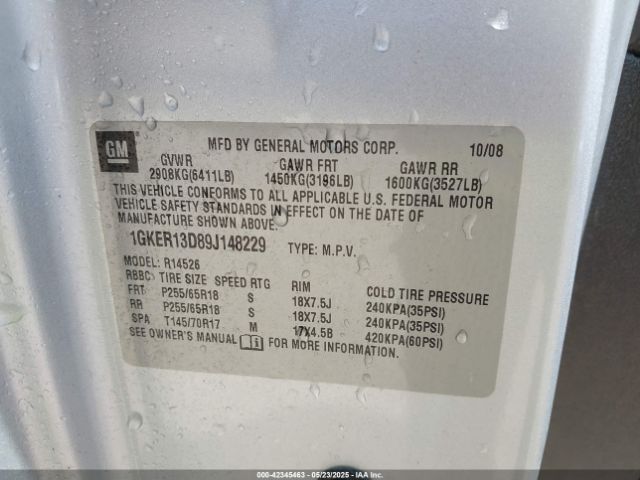 GM
MFD BY GENERAL MOTORS CORP. 10/08
GVWR GAWR FRT GAWR RR
2908KG(6411LB) 1450KG(3196LB) 1600KG(3527LB)
THIS VEHICLE CONFORMS TO ALL APPLICABLE U.S. FEDERAL MOTOR
VEHICLE SAFETY STANDARDS IN EFFECT ON THE DATE OF
MANUFACTURE SHOWN ABOVE.
1GKER13D89J148229 TYPE: M.P.V.
MODEL: R14526
RBBC TIRE SIZE SPEED RTG RIM COLD TIRE PRESSURE
FRT P255/65R18 S 18X7.5J 240KPA(35PSI)
RR P255/65R18 S 18X7.5J 240KPA(35PSI)
SPA T145/70R17 M 17X4.5B 420KPA(60PSI)
SEE OWNER'S MANUAL FOR MORE INFORMATION.
000-42345463 — 05/23/2025 — IAAI.COM